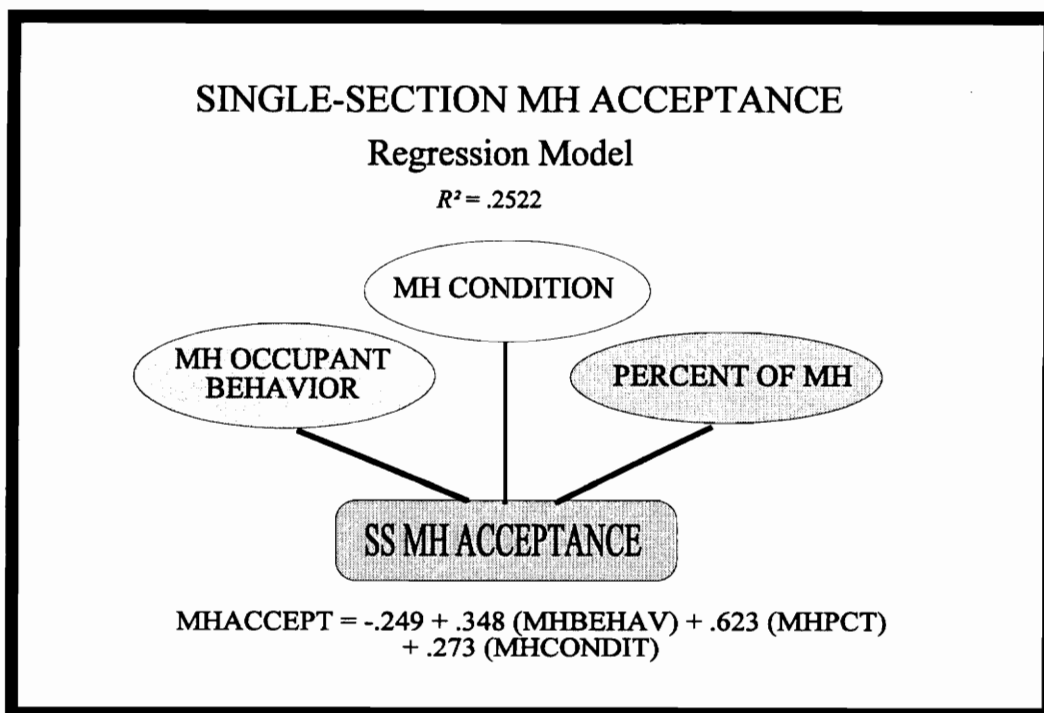 SINGLE-SECTION MH ACCEPTANCE
Regression Model
R² = .2522
MH CONDITION
MH OCCUPANT
BEHAVIOR
PERCENT OF MH
SS MH ACCEPTANCE
MHACCEPT = -.249 + .348 (MHBEHAV) + .623 (MHPCT)
+ .273 (MHCONDIT)